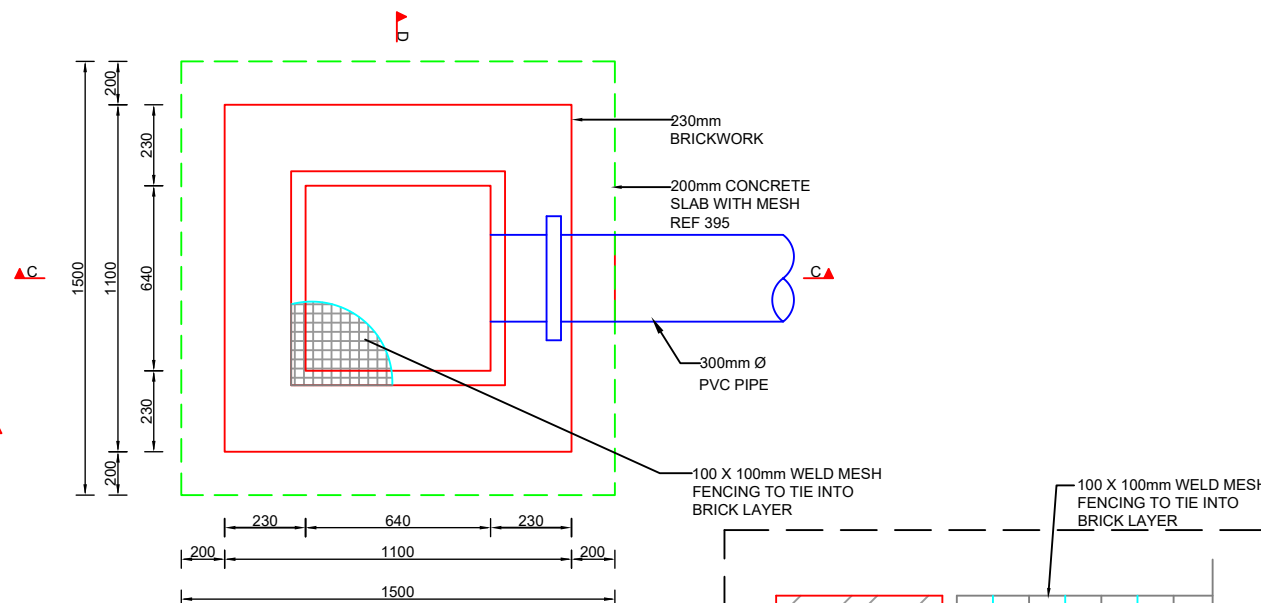 D
200
230
230mm
BRICKWORK
200mm CONCRETE
SLAB WITH MESH
REF 395
C
1500
1100
640
C
300mm Ø
PVC PIPE
230
200
100 X 100mm WELD MESH
FENCING TO TIE INTO
BRICK LAYER
100 X 100mm WELD MESH
FENCING TO TIE INTO
BRICK LAYER
230
640
230
200
1100
200
1500